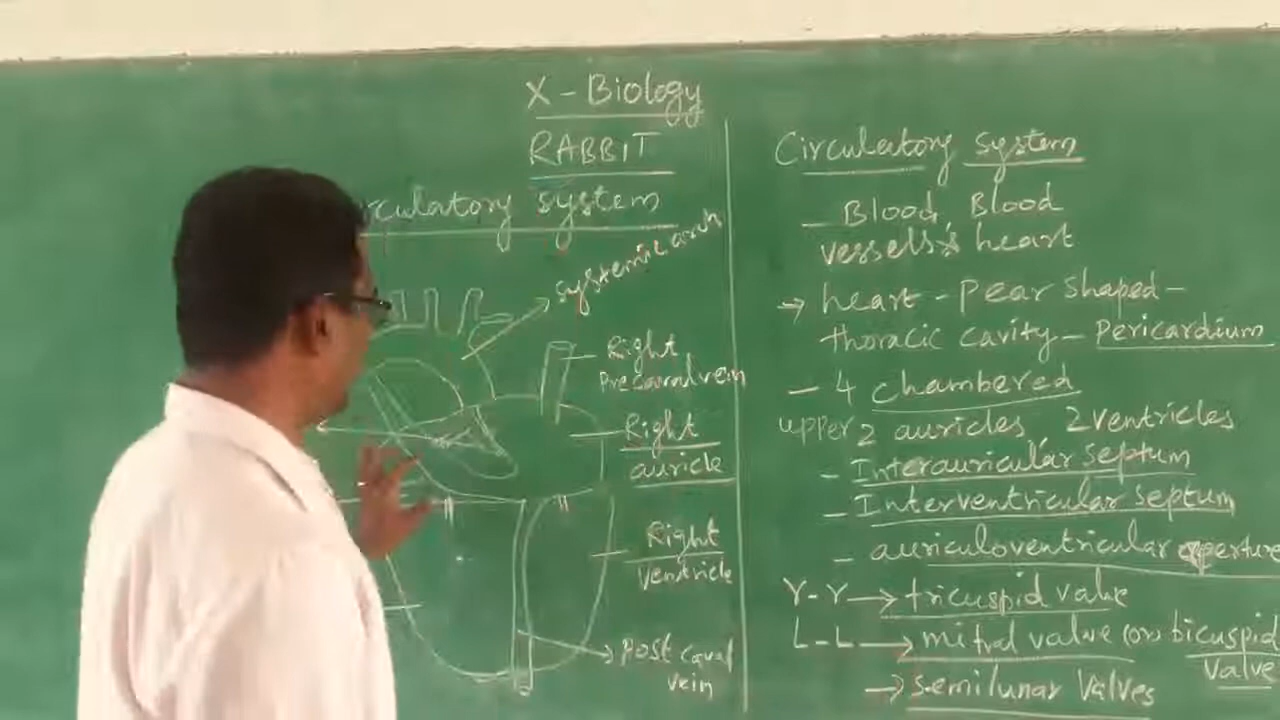 X - Biology
RABBIT
rculatory system
systemic arch
Right
Precaval vein
Right
auricle
Right
Ventricle
Post caval
vein
Circulatory system
- Blood, Blood
vessels & heart
→ heart - Pear shaped -
thoracic cavity - Pericardium
- 4 chambered
upper 2 auricles 2 ventricles
- Interauricular septum
- Interventricular septum
- auriculoventricular aperture
Y-Y → tricuspid valve
L-L → mitral valve (or) bicuspid
valve
→ semilunar valves